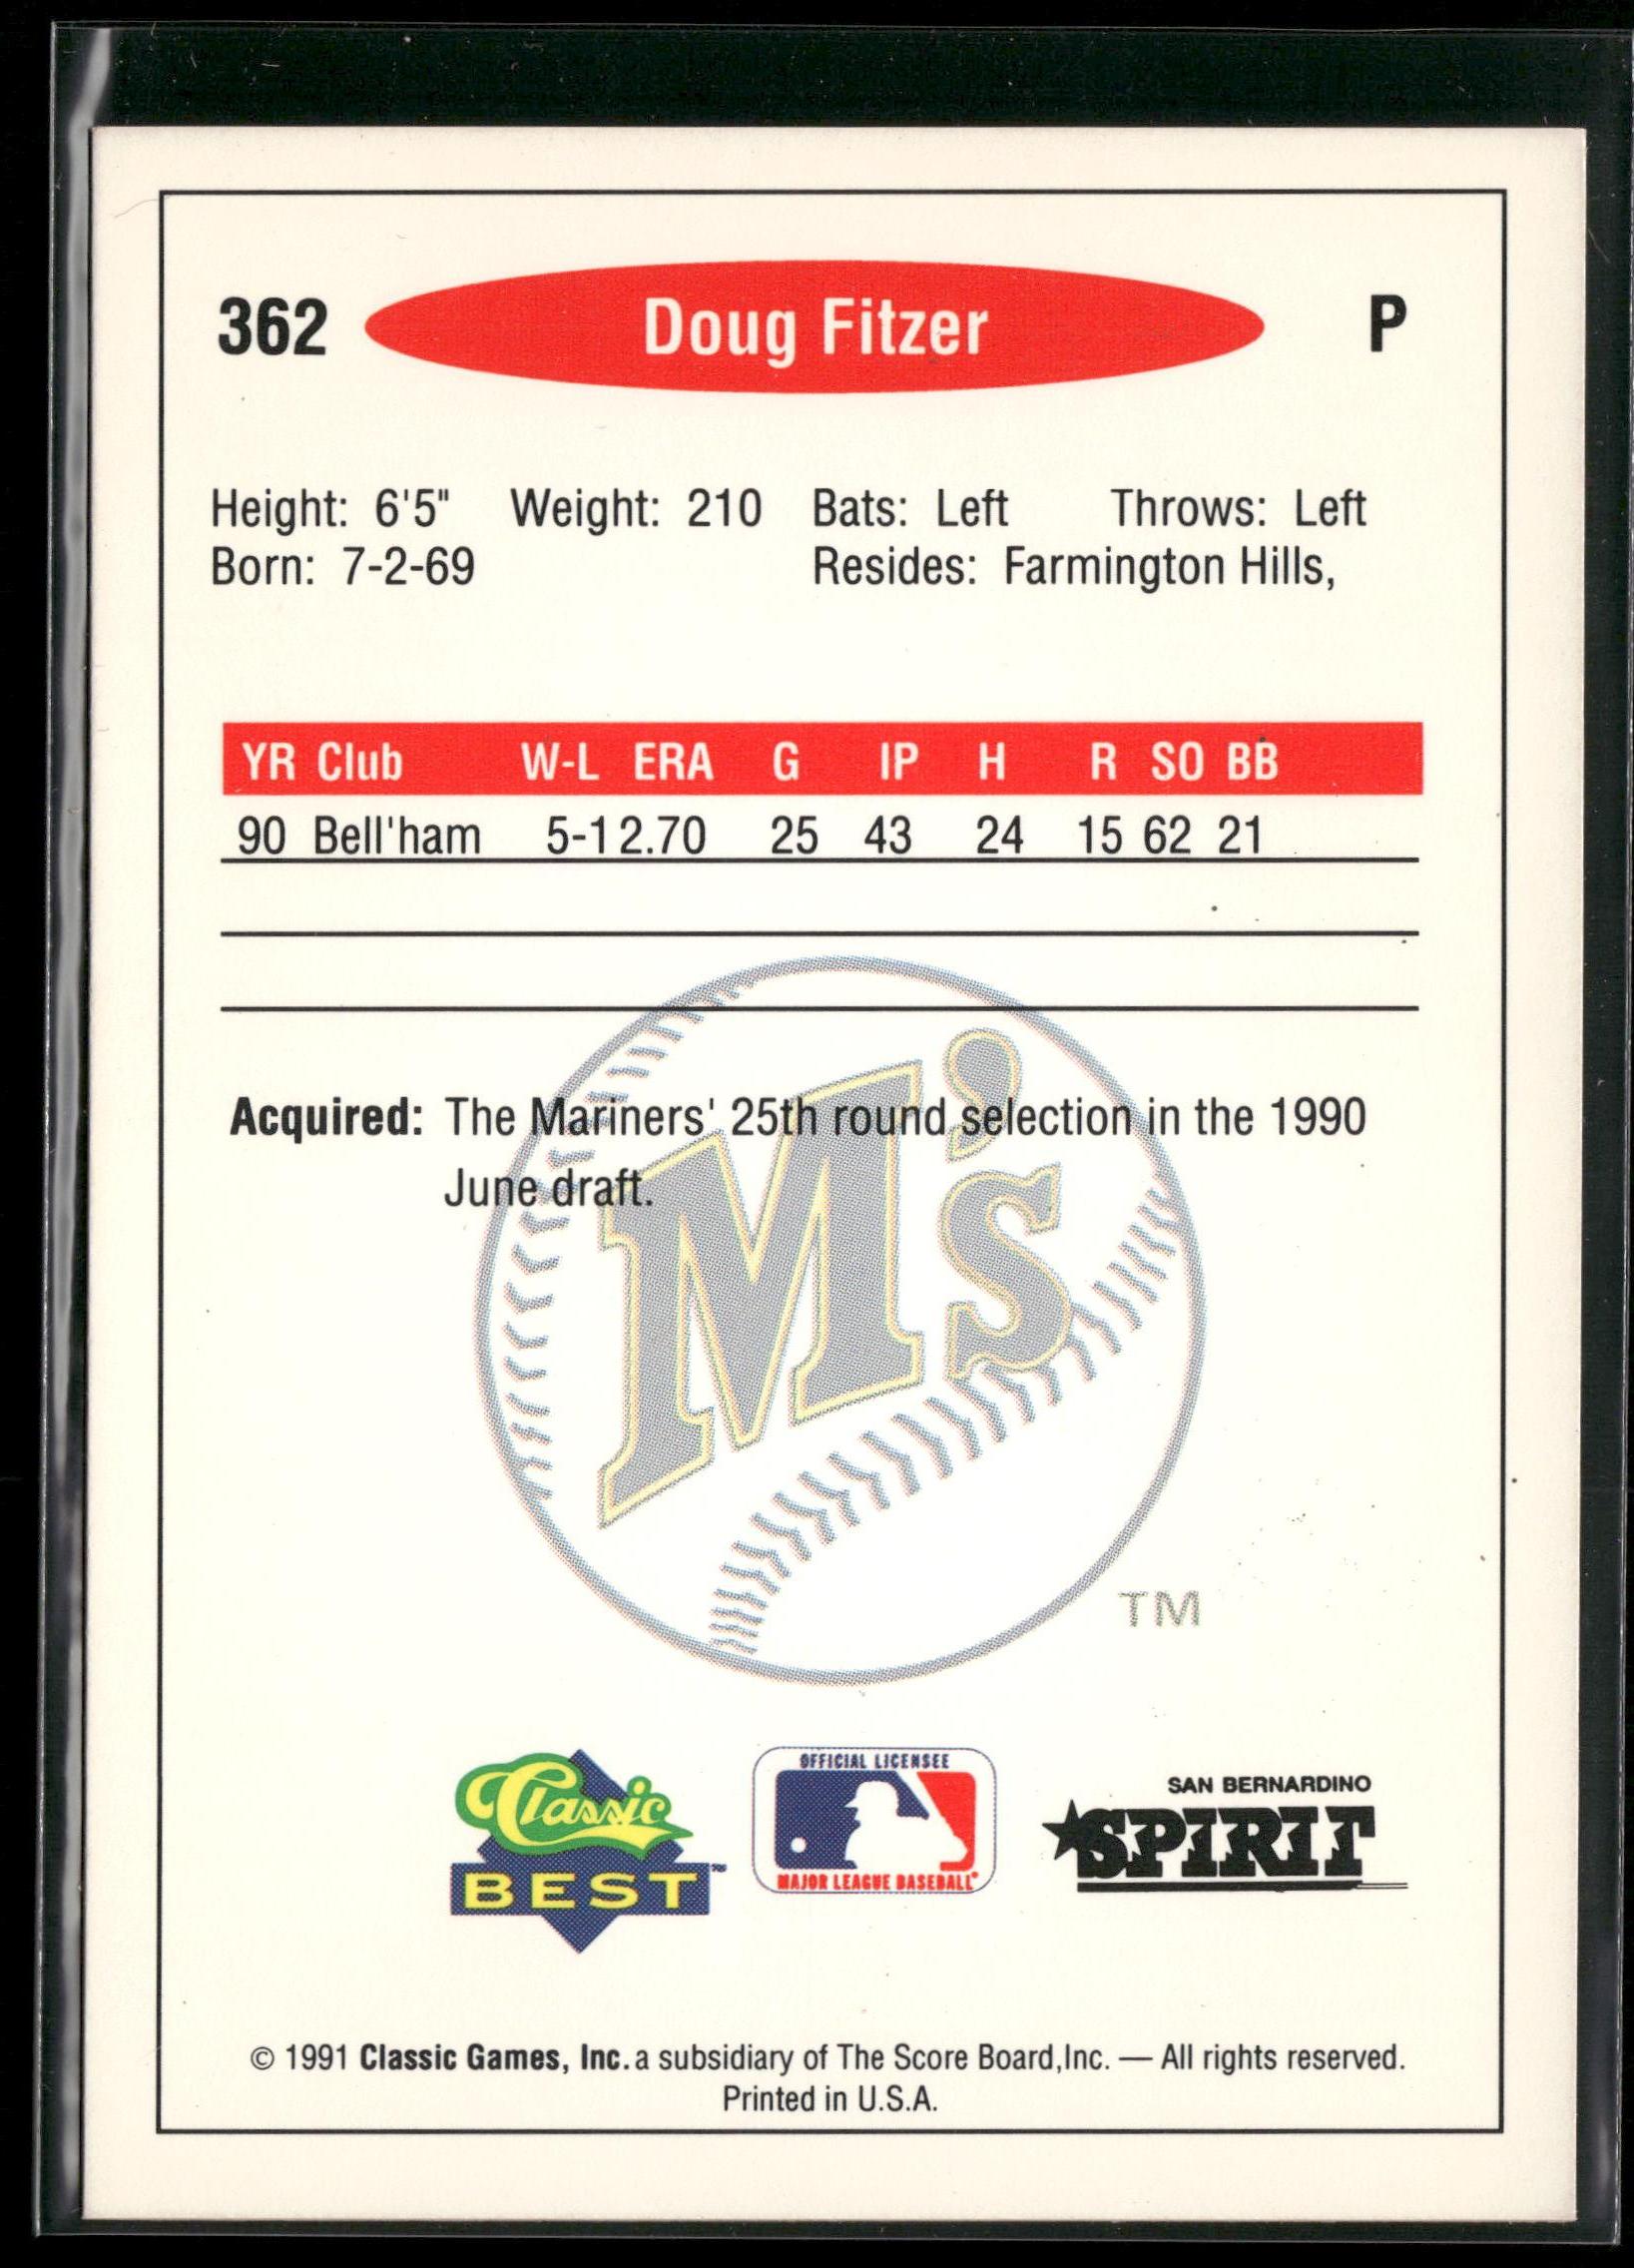 362 Doug Fitzer P
Height: 6'5" Weight: 210 Bats: Left Throws: Left
Born: 7-2-69 Resides: Farmington Hills,
YR Club W-L ERA G IP H R SO BB
90 Bell'ham 5-1 2.70 25 43 24 15 62 21
Acquired: The Mariners' 25th round selection in the 1990
June draft.
M's
TM
Classic
BEST™
OFFICIAL LICENSEE
MAJOR LEAGUE BASEBALL®
SAN BERNARDINO
SPIRIT
© 1991 Classic Games, Inc. a subsidiary of The Score Board,Inc. — All rights reserved.
Printed in U.S.A.